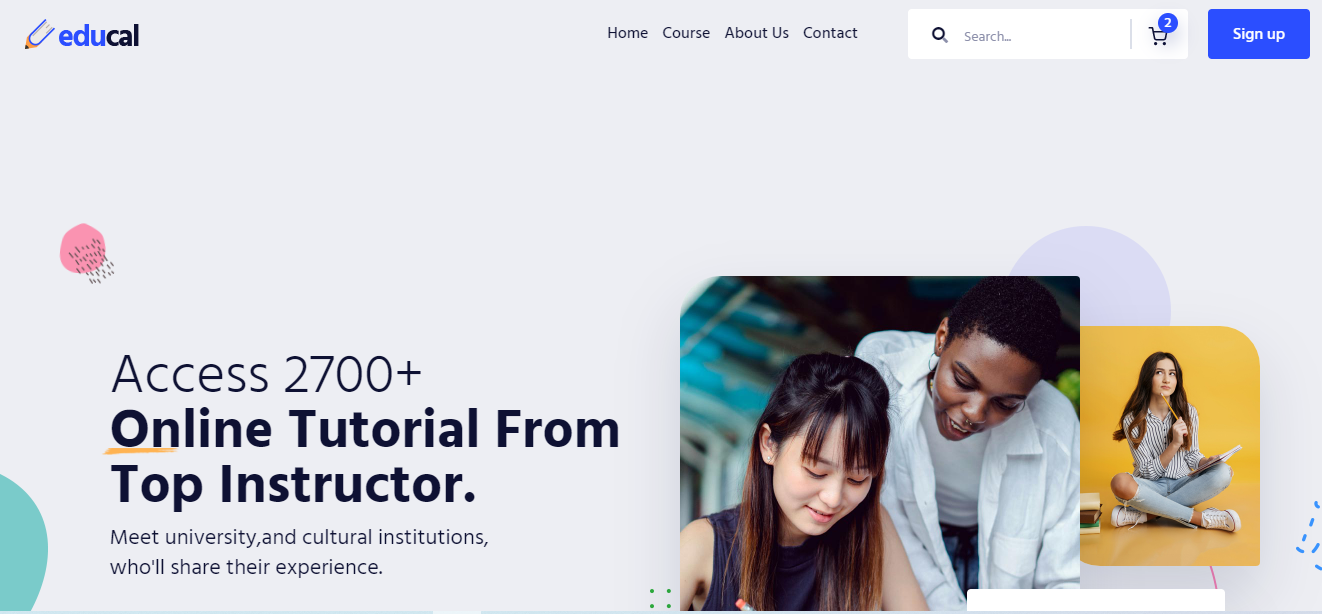 educal
Home Course About Us Contact
Search...
2
Sign up
Access 2700+
Online Tutorial From
Top Instructor.
Meet university,and cultural institutions,
who'll share their experience.